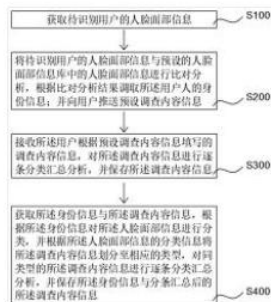 获取待识别用户的人脸面部信息
S100
将待识别用户的人脸面部信息与预设的人脸
面部信息库中的人脸面部信息进行比对分
析，根据比对分析结果调取所述用户人的身
份信息；并向用户推送预设调查内容信息
S200
接收所述用户根据预设调查内容信息填写的
调查内容信息，对所述调查内容信息进行逐
条分类汇总分析，并保存所述调查内容信息
S300
获取所述身份信息与所述调查内容信息，根
据所述身份信息对所述人脸面部信息进行分
类，并根据所述人脸面部信息的分类信息将
所述调查内容信息划分至相应的类型，对同
类型的所述调查内容信息进行逐条分类汇总
分析，并保存所述身份信息与分条汇总后的
所述调查内容信息
S400